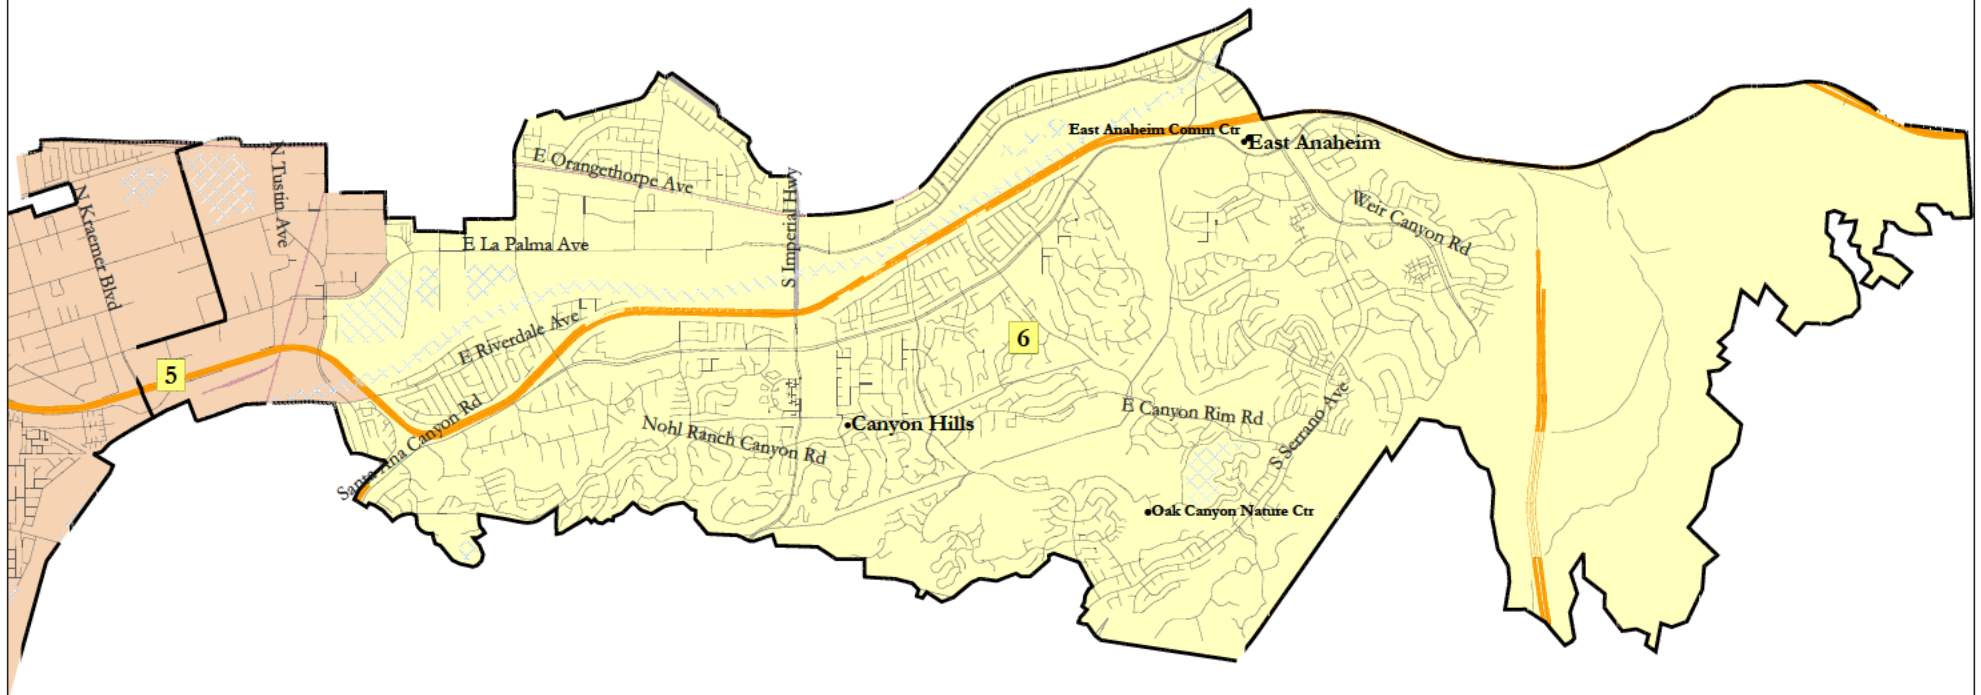 East Anaheim Comm Ctr
East Anaheim
N Tustin Ave
E Orangethorpe Ave
S Imperial Hwy
N Kraemer Blvd
Weir Canyon Rd
E La Palma Ave
E Riverdale Ave
6
5
Santa Ana Canyon Rd
Nohl Ranch Canyon Rd
Canyon Hills
E Canyon Rim Rd
S Serrano Ave
Oak Canyon Nature Ctr